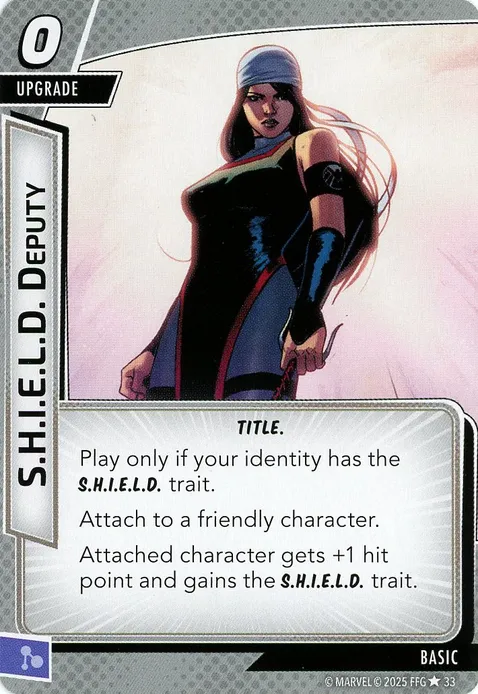 0
UPGRADE
S.H.I.E.L.D. DEPUTY
TITLE.
Play only if your identity has the
S.H.I.E.L.D. trait.
Attach to a friendly character.
Attached character gets +1 hit
point and gains the S.H.I.E.L.D. trait.
BASIC
© MARVEL © 2025 FFG ★ 33